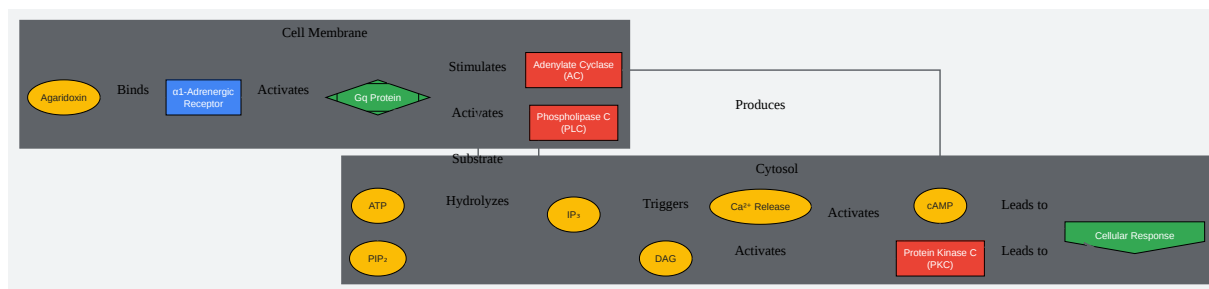 Cell Membrane
Agaridoxin
Binds
α1-Adrenergic
Receptor
Activates
Gq Protein
Stimulates
Adenylate Cyclase
(AC)
Activates
Phospholipase C
(PLC)
Produces
Substrate
Cytosol
ATP
Hydrolyzes
IP₃
Triggers
Ca²⁺ Release
Activates
cAMP
Leads to
Cellular Response
PIP₂
DAG
Activates
Protein Kinase C
(PKC)
Leads to